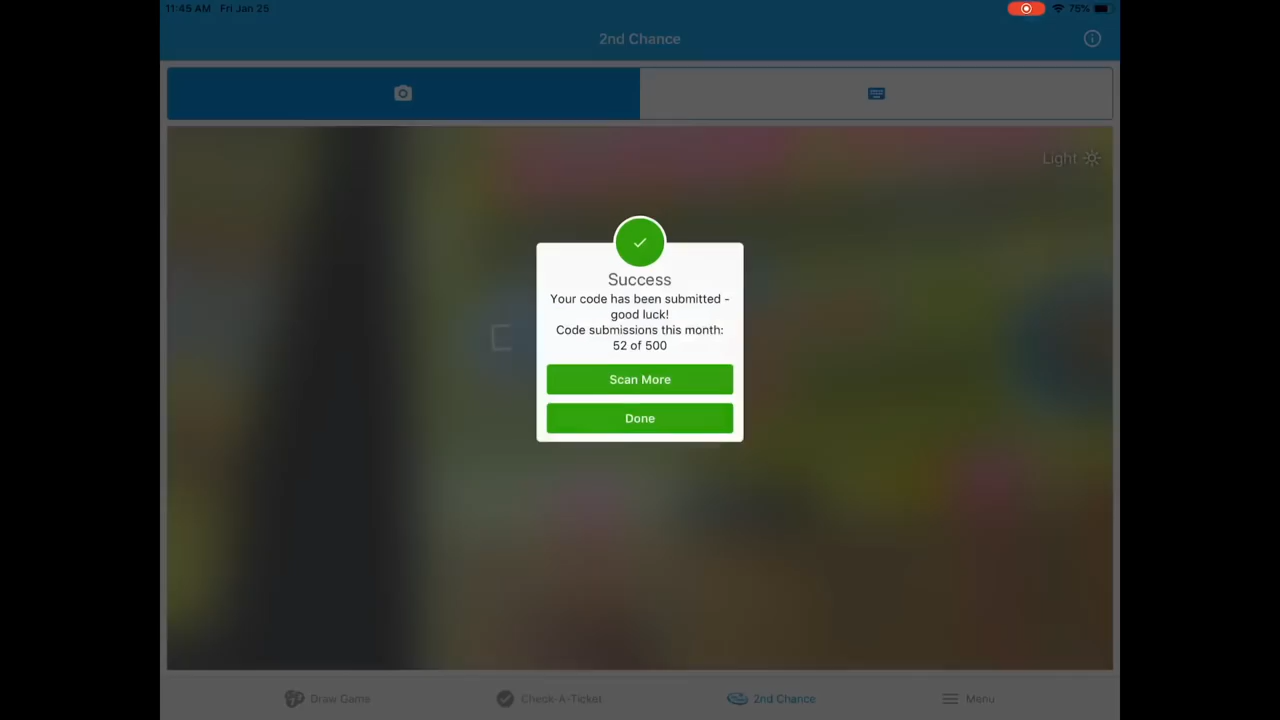 11:45 AM Fri Jan 25
75%
2nd Chance
Light
Success
Your code has been submitted -
good luck!
Code submissions this month:
52 of 500
Scan More
Done
Draw Game
Check-A-Ticket
2nd Chance
Menu